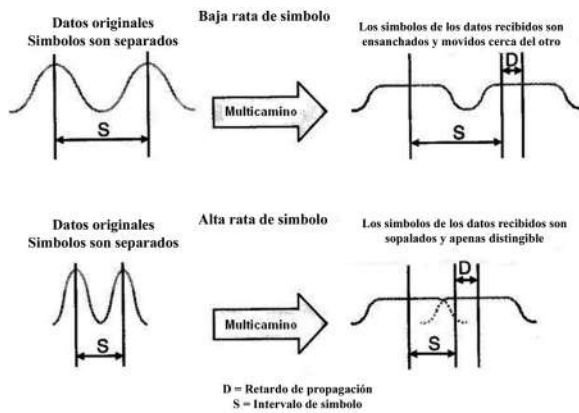 Baja rata de simbolo
Datos originales
Simbolos son separados
Los simbolos de los datos recibidos son
ensanchados y movidos cerca del otro
D
Multicamino
S
S
Alta rata de simbolo
Datos originales
Simbolos son separados
Los simbolos de los datos recibidos son
sopalados y apenas distingible
D
Multicamino
S
S
D = Retardo de propagación
S = Intervalo de simbolo